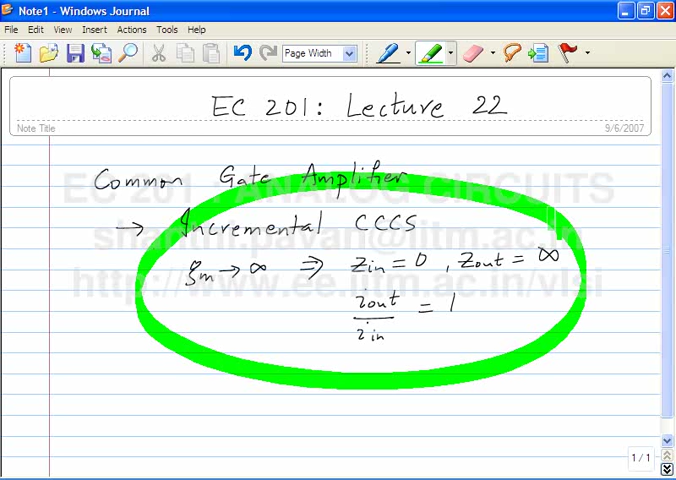 Note1 - Windows Journal
File Edit View Insert Actions Tools Help
Page Width
EC 201: Lecture 22
Note Title
9/6/2007
Common Gate Amplifier
EC 201: ANALOG CIRCUITS
→ Incremental CCCS
shanthi.pavan@iitm.ac.in
gm → ∞ ⇒ Zin = 0 , Zout = ∞
http://www.ee.iitm.ac.in/vlsi
iout / iin = 1
1 / 1